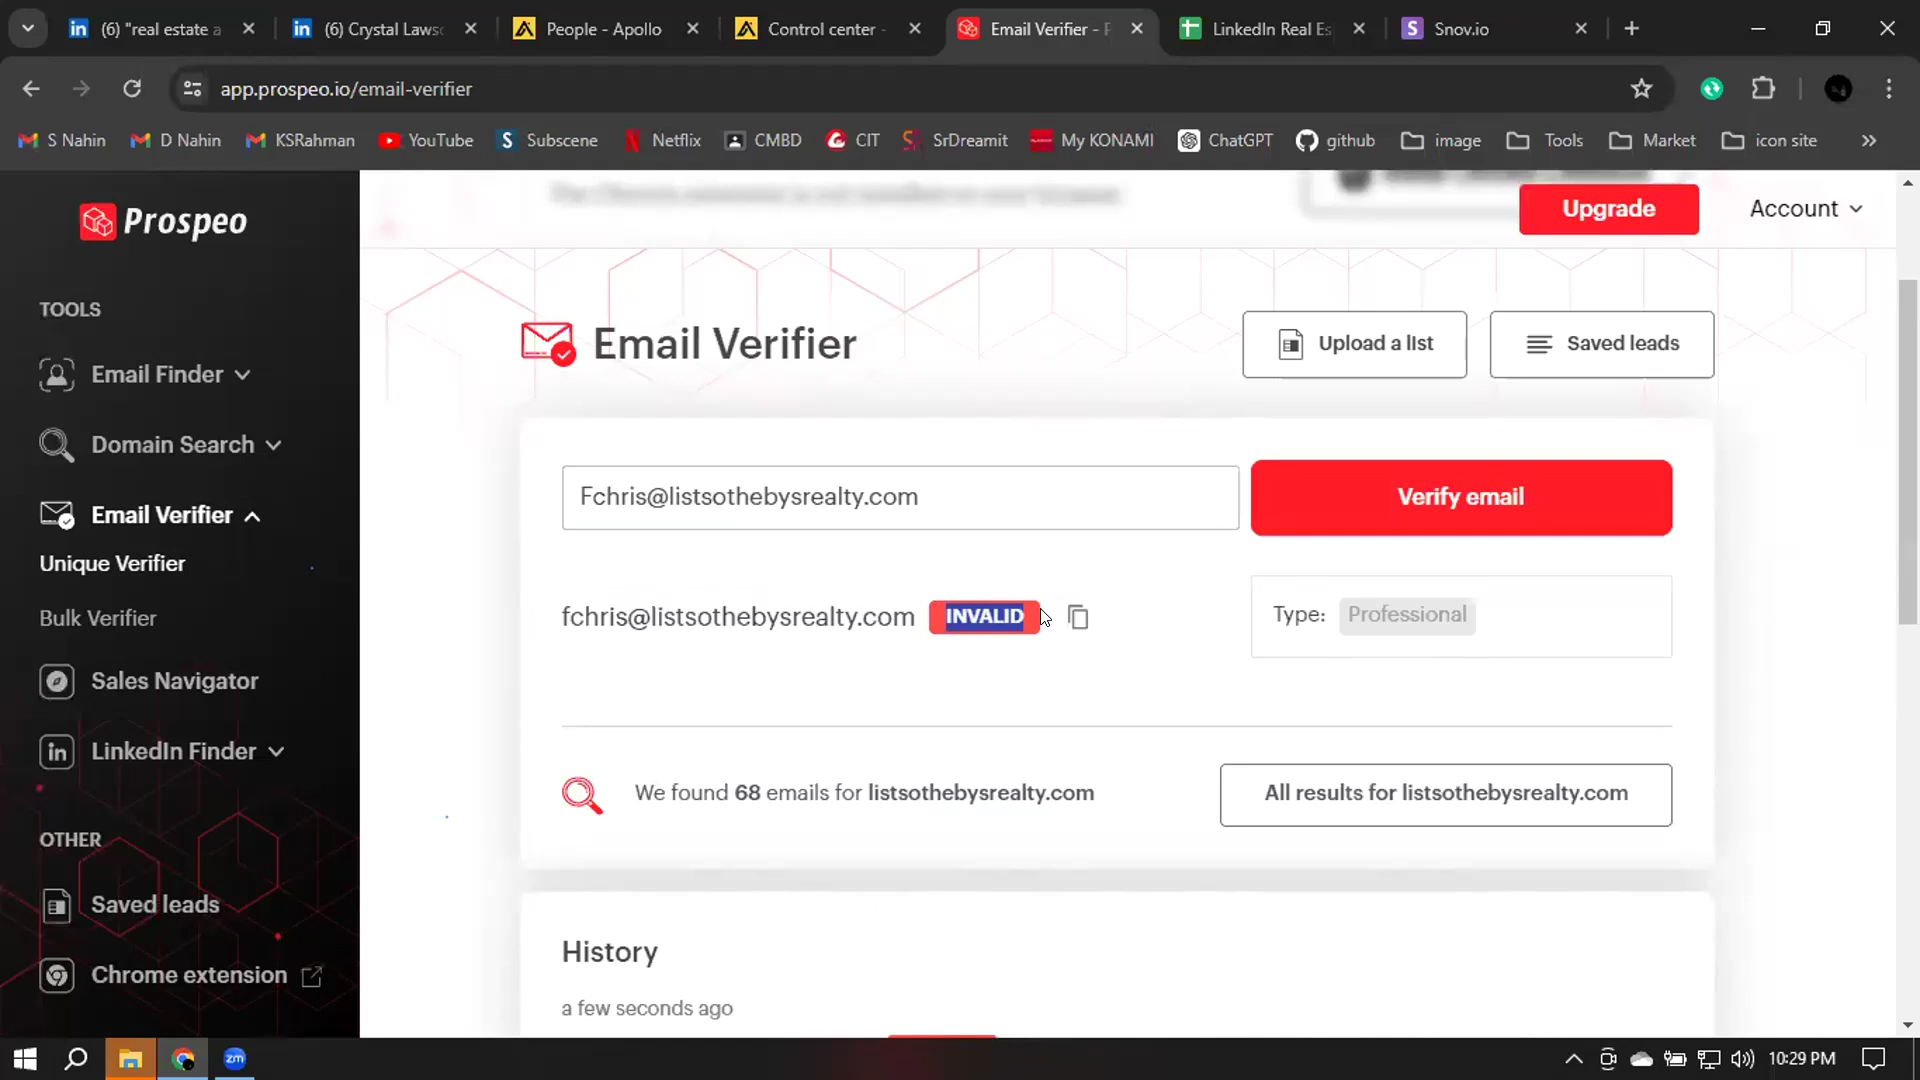 (6) "real estate a
(6) Crystal Lawso
People - Apollo
Control center -
Email Verifier - P
LinkedIn Real Es
Snov.io
app.prospeo.io/email-verifier
S Nahin
D Nahin
KSRahman
YouTube
Subscene
Netflix
CMBD
CIT
SrDreamit
My KONAMI
ChatGPT
github
image
Tools
Market
icon site
Prospeo
Upgrade
Account
TOOLS
Email Finder
Domain Search
Email Verifier
Unique Verifier
Bulk Verifier
Sales Navigator
LinkedIn Finder
OTHER
Saved leads
Chrome extension
Email Verifier
Upload a list
Saved leads
Fchris@listsothebysrealty.com
Verify email
fchris@listsothebysrealty.com INVALID
Type: Professional
We found 68 emails for listsothebysrealty.com
All results for listsothebysrealty.com
History
a few seconds ago
zm
10:29 PM